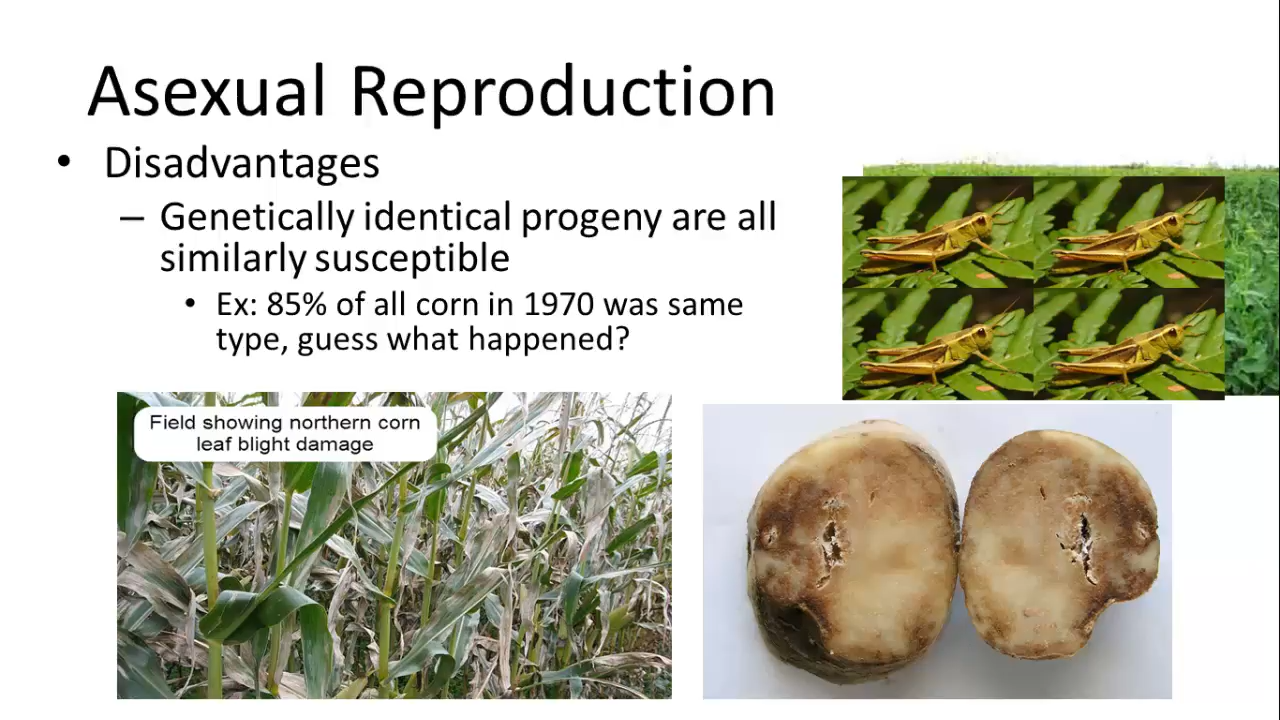 Asexual Reproduction
• Disadvantages
– Genetically identical progeny are all
similarly susceptible
• Ex: 85% of all corn in 1970 was same
type, guess what happened?
Field showing northern corn
leaf blight damage